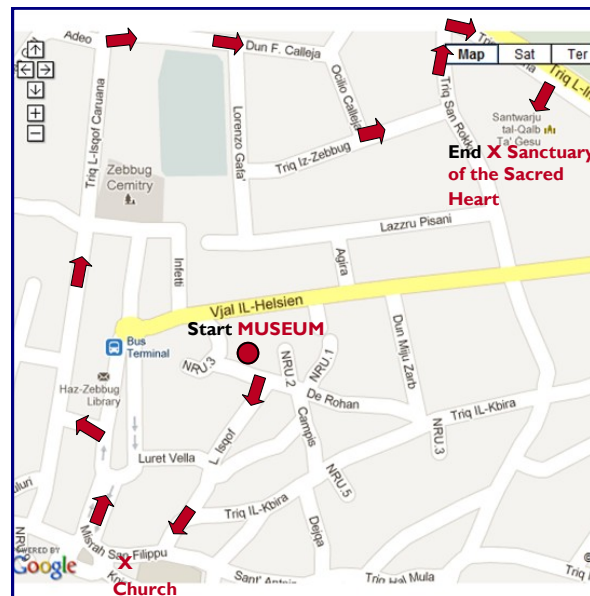 Adeo
Dun F. Calleja
Map
Sat
Ter
Ocilio Calleja
Triq San Rokku
Santwarju
tal-Qalb
Ta' Gesu
Triq L-Isqof Caruana
Lorenzo Gafa'
Zebbug
Cemitry
Triq Iz-Zebbug
End X Sanctuary
of the Sacred
Heart
Lazzru Pisani
Infetti
Agira
Vjal IL-Helsien
Start MUSEUM
Bus
Terminal
Dun Miju Zarb
NRU.3
NRU.2
NRU.1
Haz-Zebbug
Library
De Rohan
Triq IL-Kbira
NRU.3
L Isqof
Campis
Luret Vella
NRU.5
Triq IL-Kbira
Dejqa
Misrah San Filippu
POWERED BY
Google
X
Church
Triq Hal Mula